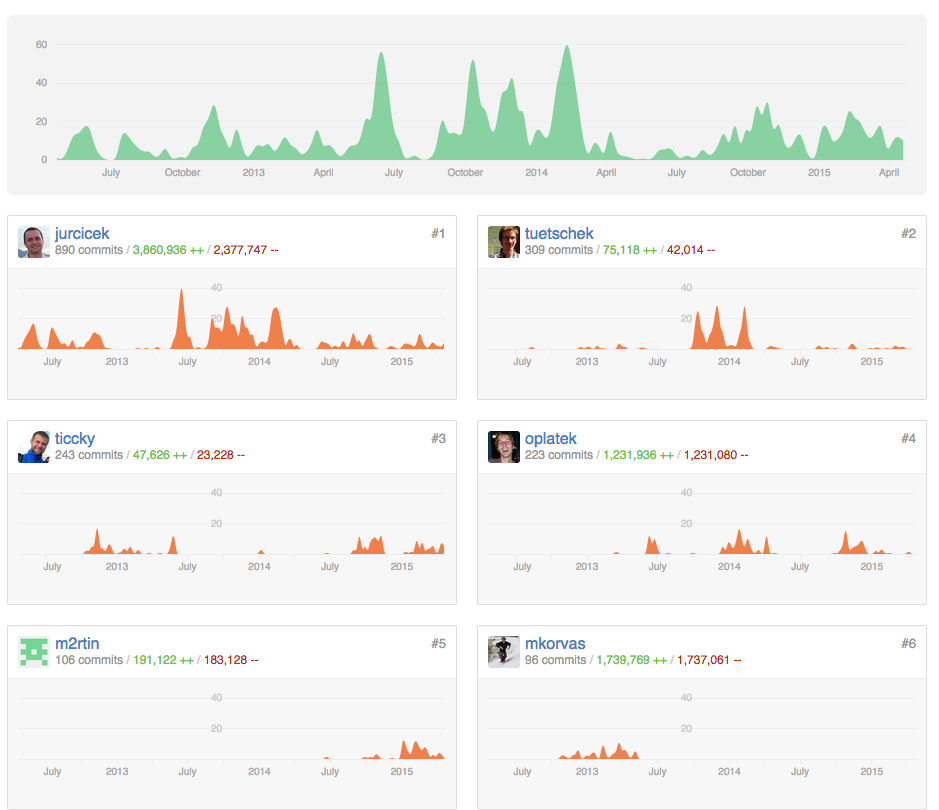 60
40
20
0
July October 2013 April July October 2014 April July October 2015 April
jurcicek #1
890 commits / 3,860,936 ++ / 2,377,747 --
40
20
July 2013 July 2014 July 2015
tuetschek #2
309 commits / 75,118 ++ / 42,014 --
40
20
July 2013 July 2014 July 2015
ticcky #3
243 commits / 47,626 ++ / 23,228 --
40
20
July 2013 July 2014 July 2015
oplatek #4
223 commits / 1,231,936 ++ / 1,231,080 --
40
20
July 2013 July 2014 July 2015
m2rtin #5
106 commits / 191,122 ++ / 183,128 --
40
20
July 2013 July 2014 July 2015
mkorvas #6
96 commits / 1,739,769 ++ / 1,737,061 --
40
20
July 2013 July 2014 July 2015